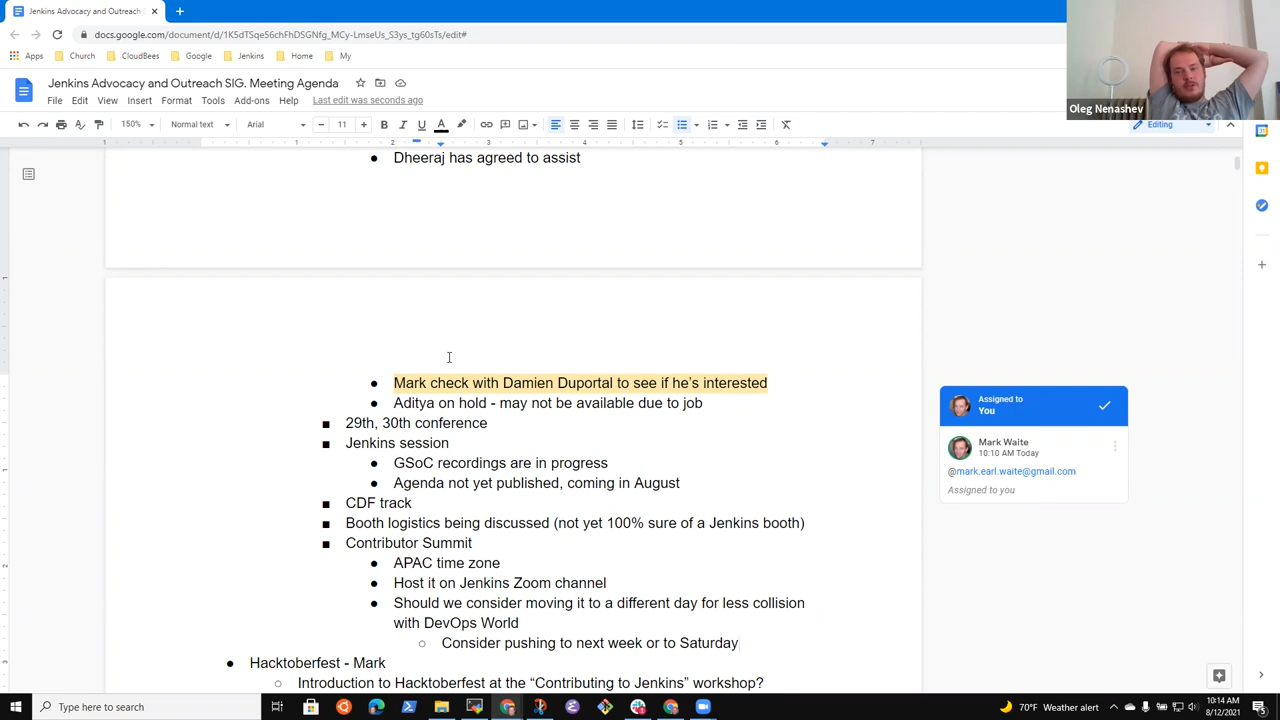 Jenkins Advocacy and Outreach S
docs.google.com/document/d/1K5dTSqe56chFhDSGNfg_MCy-LmseUs_S3ys_tg60sTs/edit#
Apps Church CloudBees Google Jenkins Home My
Jenkins Advocacy and Outreach SIG. Meeting Agenda
File Edit View Insert Format Tools Add-ons Help Last edit was seconds ago
150% Normal text Arial 11 B I U A Editing
Oleg Nenashev
1 1 2 3 4 5 6 7
Dheeraj has agreed to assist
Mark check with Damien Duportal to see if he's interested
Aditya on hold - may not be available due to job
29th, 30th conference
Jenkins session
GSoC recordings are in progress
Agenda not yet published, coming in August
CDF track
Booth logistics being discussed (not yet 100% sure of a Jenkins booth)
Contributor Summit
APAC time zone
Host it on Jenkins Zoom channel
Should we consider moving it to a different day for less collision
with DevOps World
Consider pushing to next week or to Saturday
Hacktoberfest - Mark
Introduction to Hacktoberfest at the “Contributing to Jenkins” workshop?
Assigned to
You
Mark Waite
10:10 AM Today
@mark.earl.waite@gmail.com
Assigned to you
Type here to search
70°F Weather alert
10:14 AM
8/12/2021